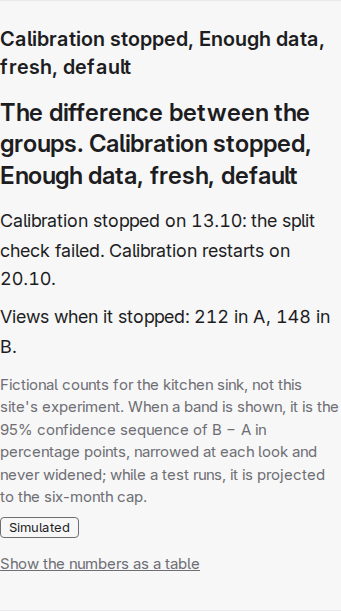 Calibration stopped, Enough data,
fresh, default
The difference between the
groups. Calibration stopped,
Enough data, fresh, default
Calibration stopped on 13.10: the split
check failed. Calibration restarts on
20.10.
Views when it stopped: 212 in A, 148 in
B.
Fictional counts for the kitchen sink, not this
site's experiment. When a band is shown, it is the
95% confidence sequence of B − A in
percentage points, narrowed at each look and
never widened; while a test runs, it is projected
to the six-month cap.
Simulated
Show the numbers as a table